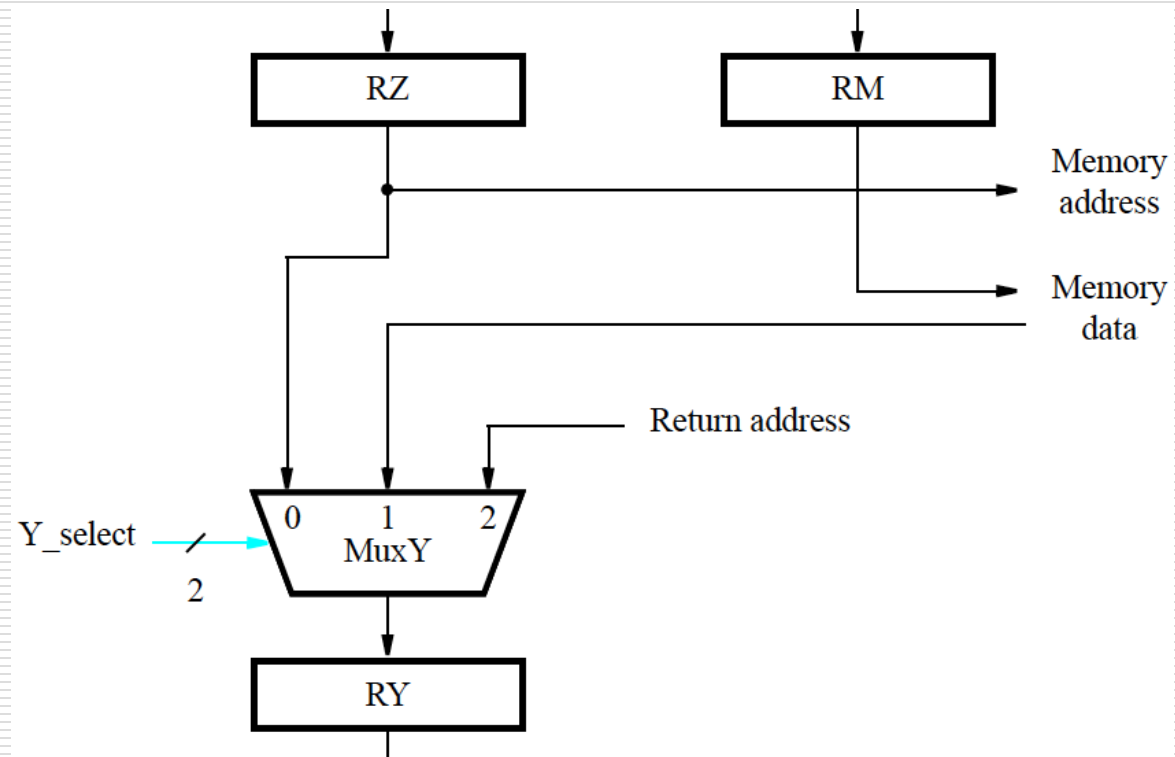 RZ
RM
Memory
address
Memory
data
Return address
0 1 2
Y_select
MuxY
2
RY